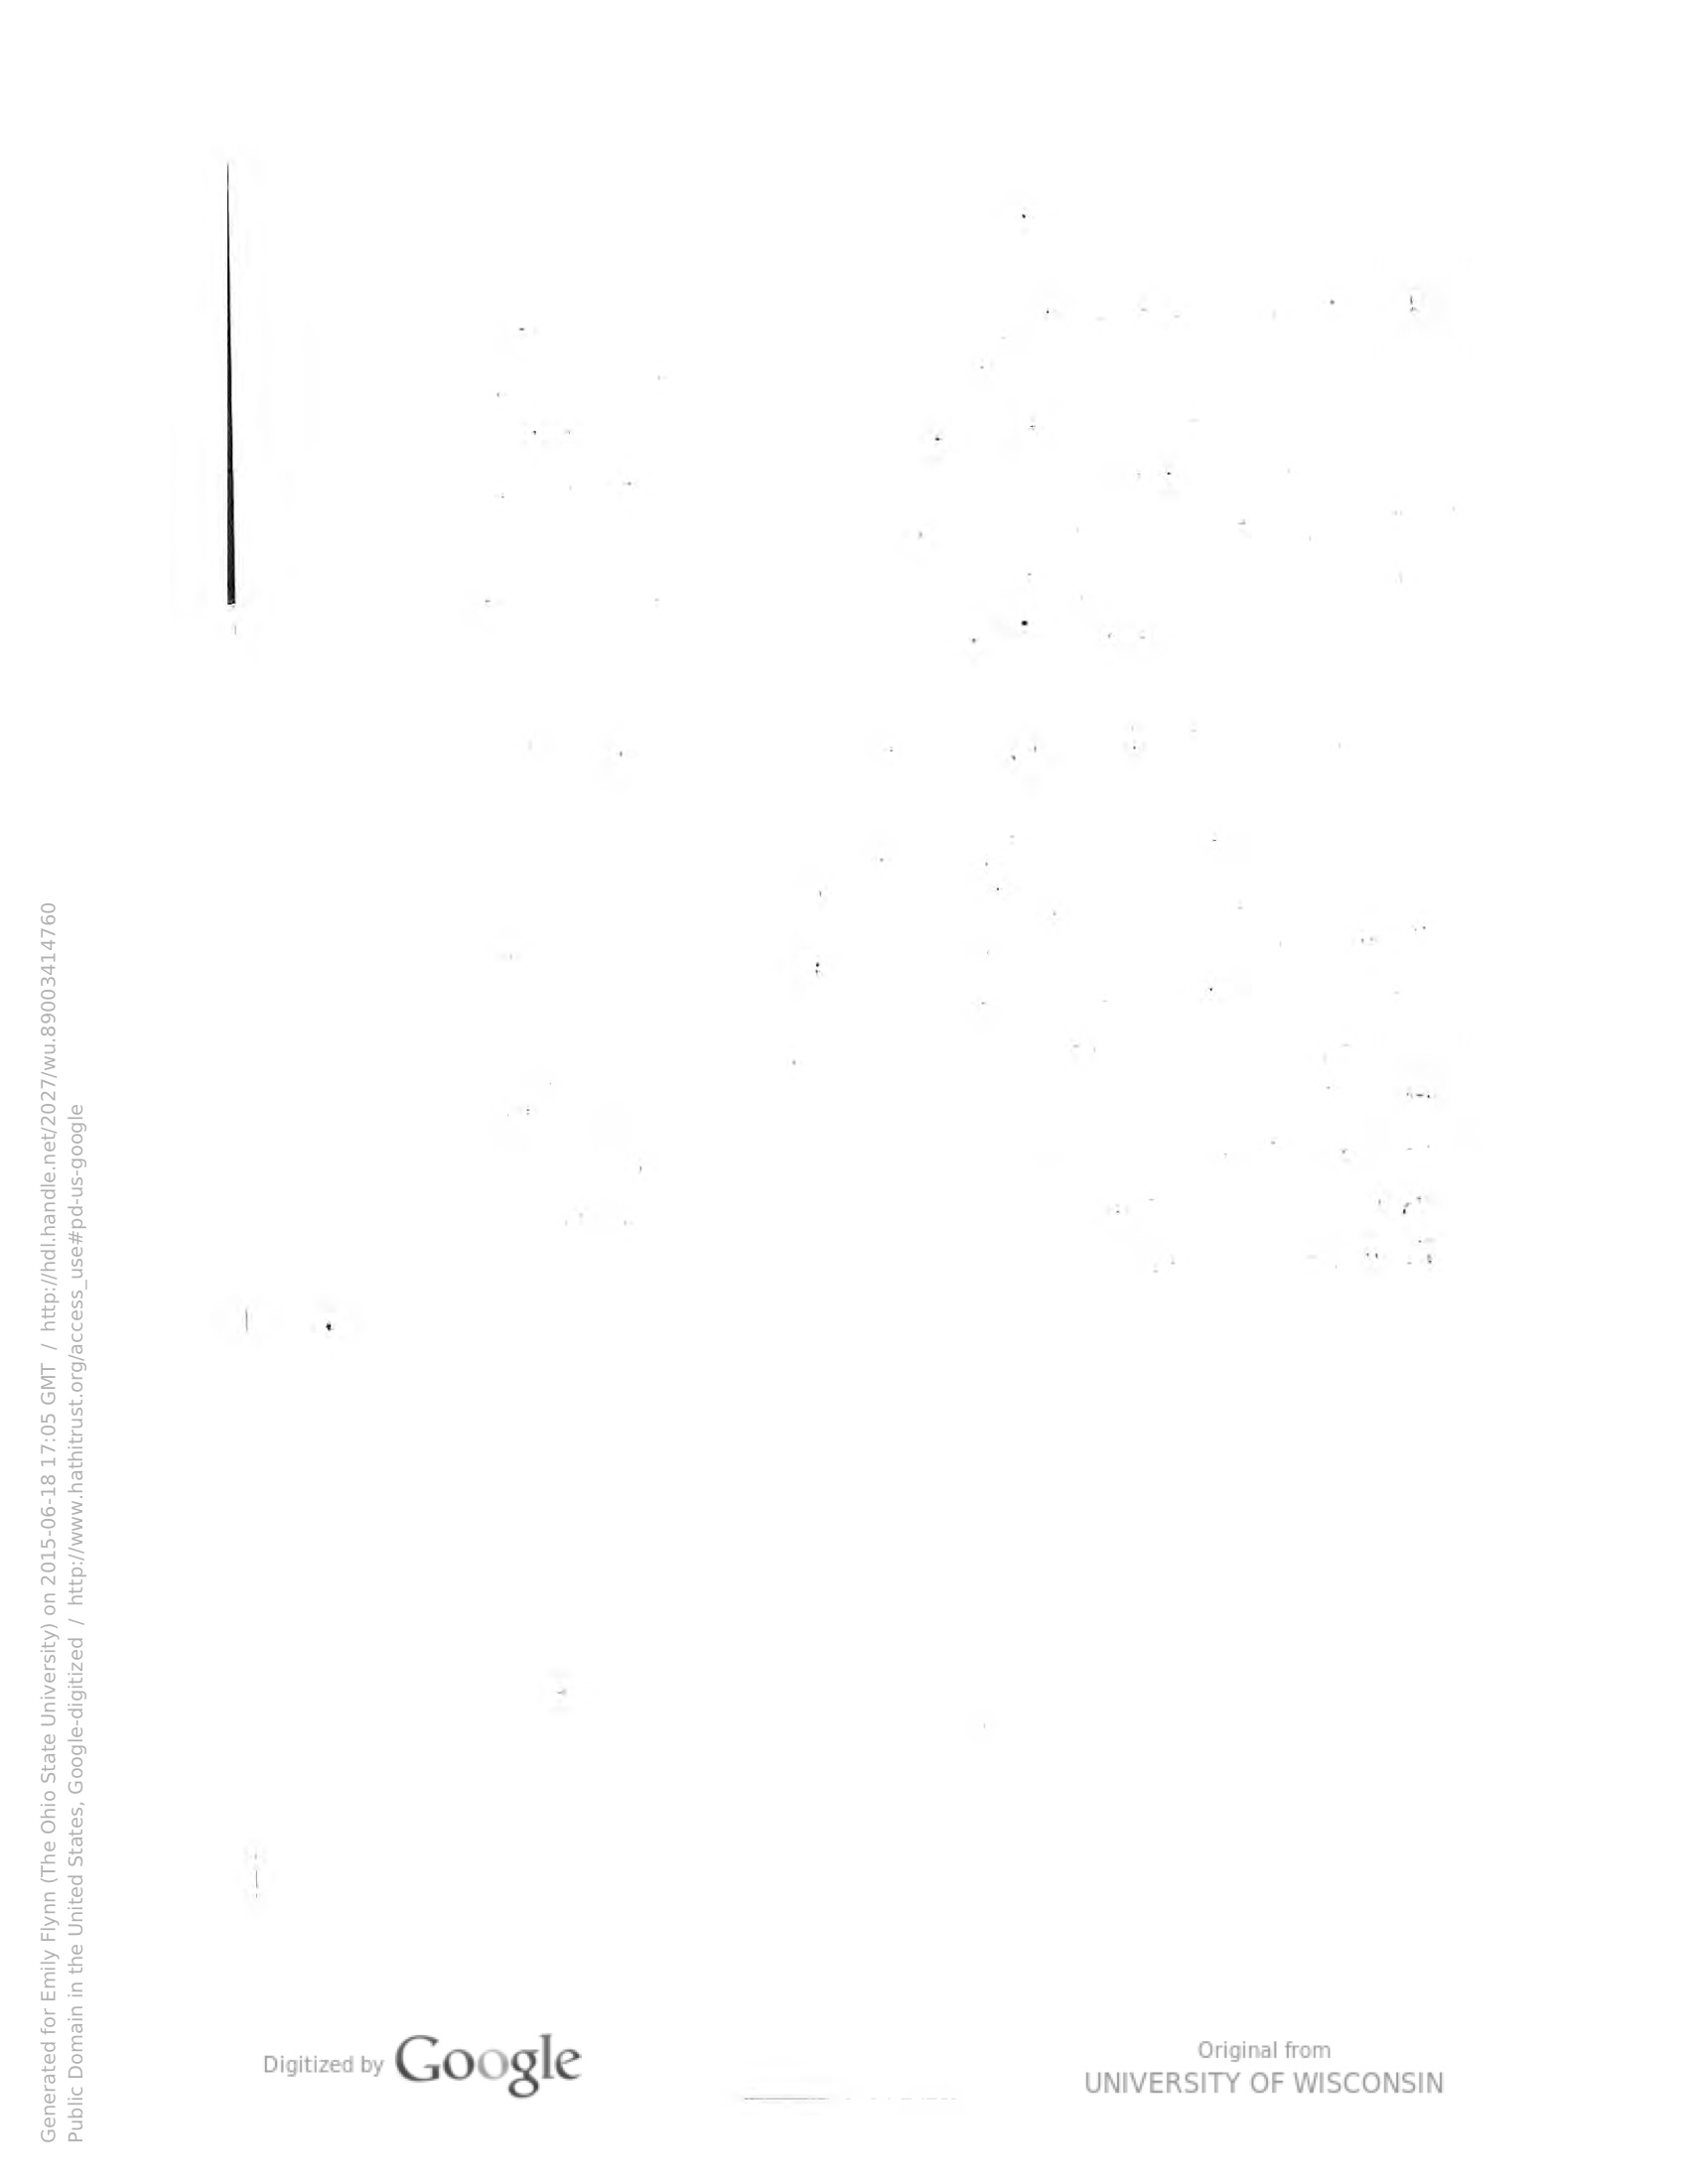 Generated for Emily Flynn (The Ohio State University) on 2015-06-18 17:05 GMT / http://hdl.handle.net/2027/wu.89003414760
Public Domain in the United States, Google-digitized / http://www.hathitrust.org/access_use#pd-us-google
Digitized by Google
Original from
UNIVERSITY OF WISCONSIN